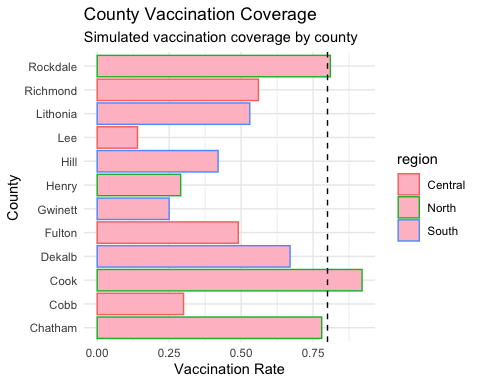 County Vaccination Coverage
Simulated vaccination coverage by county
Rockdale
Richmond
Lithonia
Lee
Hill
Henry
Gwinett
Fulton
Dekalb
Cook
Cobb
Chatham
County
0.00 0.25 0.50 0.75
Vaccination Rate
region
Central
North
South